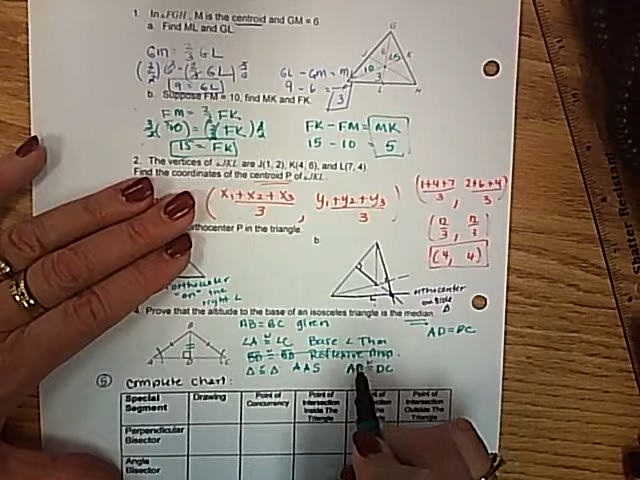 1. In △FGH, M is the centroid and GM = 6.
a. Find ML and GL.
Gm = 2/3 GL
(3/2) 6 = (2/3 GL) 3/2
9 = GL
GL - Gm = mL
9 - 6 =
3
b. Suppose FM = 10, find MK and FK.
Fm = 2/3 FK
3/2 (10) = (2/3 FK) 3/2
15 = FK
FK - FM = MK
15 - 10 = 5
2. The vertices of △JKL are J(1, 2), K(4, 6), and L(7, 4).
Find the coordinates of the centroid P of △JKL
(x₁+x₂+x₃/3, y₁+y₂+y₃/3)
(1+4+7/3, 2+6+4/3)
(12/3, 12/3)
(4, 4)
orthocenter P in the triangle.
b
orthocenter
"on" the
right ∠
orthocenter
outside
△
4. Prove that the altitude to the base of an isosceles triangle is the median.
AB = BC given
AD = DC
∠A ≅ ∠C Base ∠ Thm
BD ≅ BD Reflexive Prop.
△ ≅ △ AAS AD ≅ DC
⑤ Complete Chart:
Special Segment Drawing Point of Concurrency Point of Intersection Inside The Triangle Point of Intersection Outside The Triangle
Perpendicular Bisector
Angle Bisector